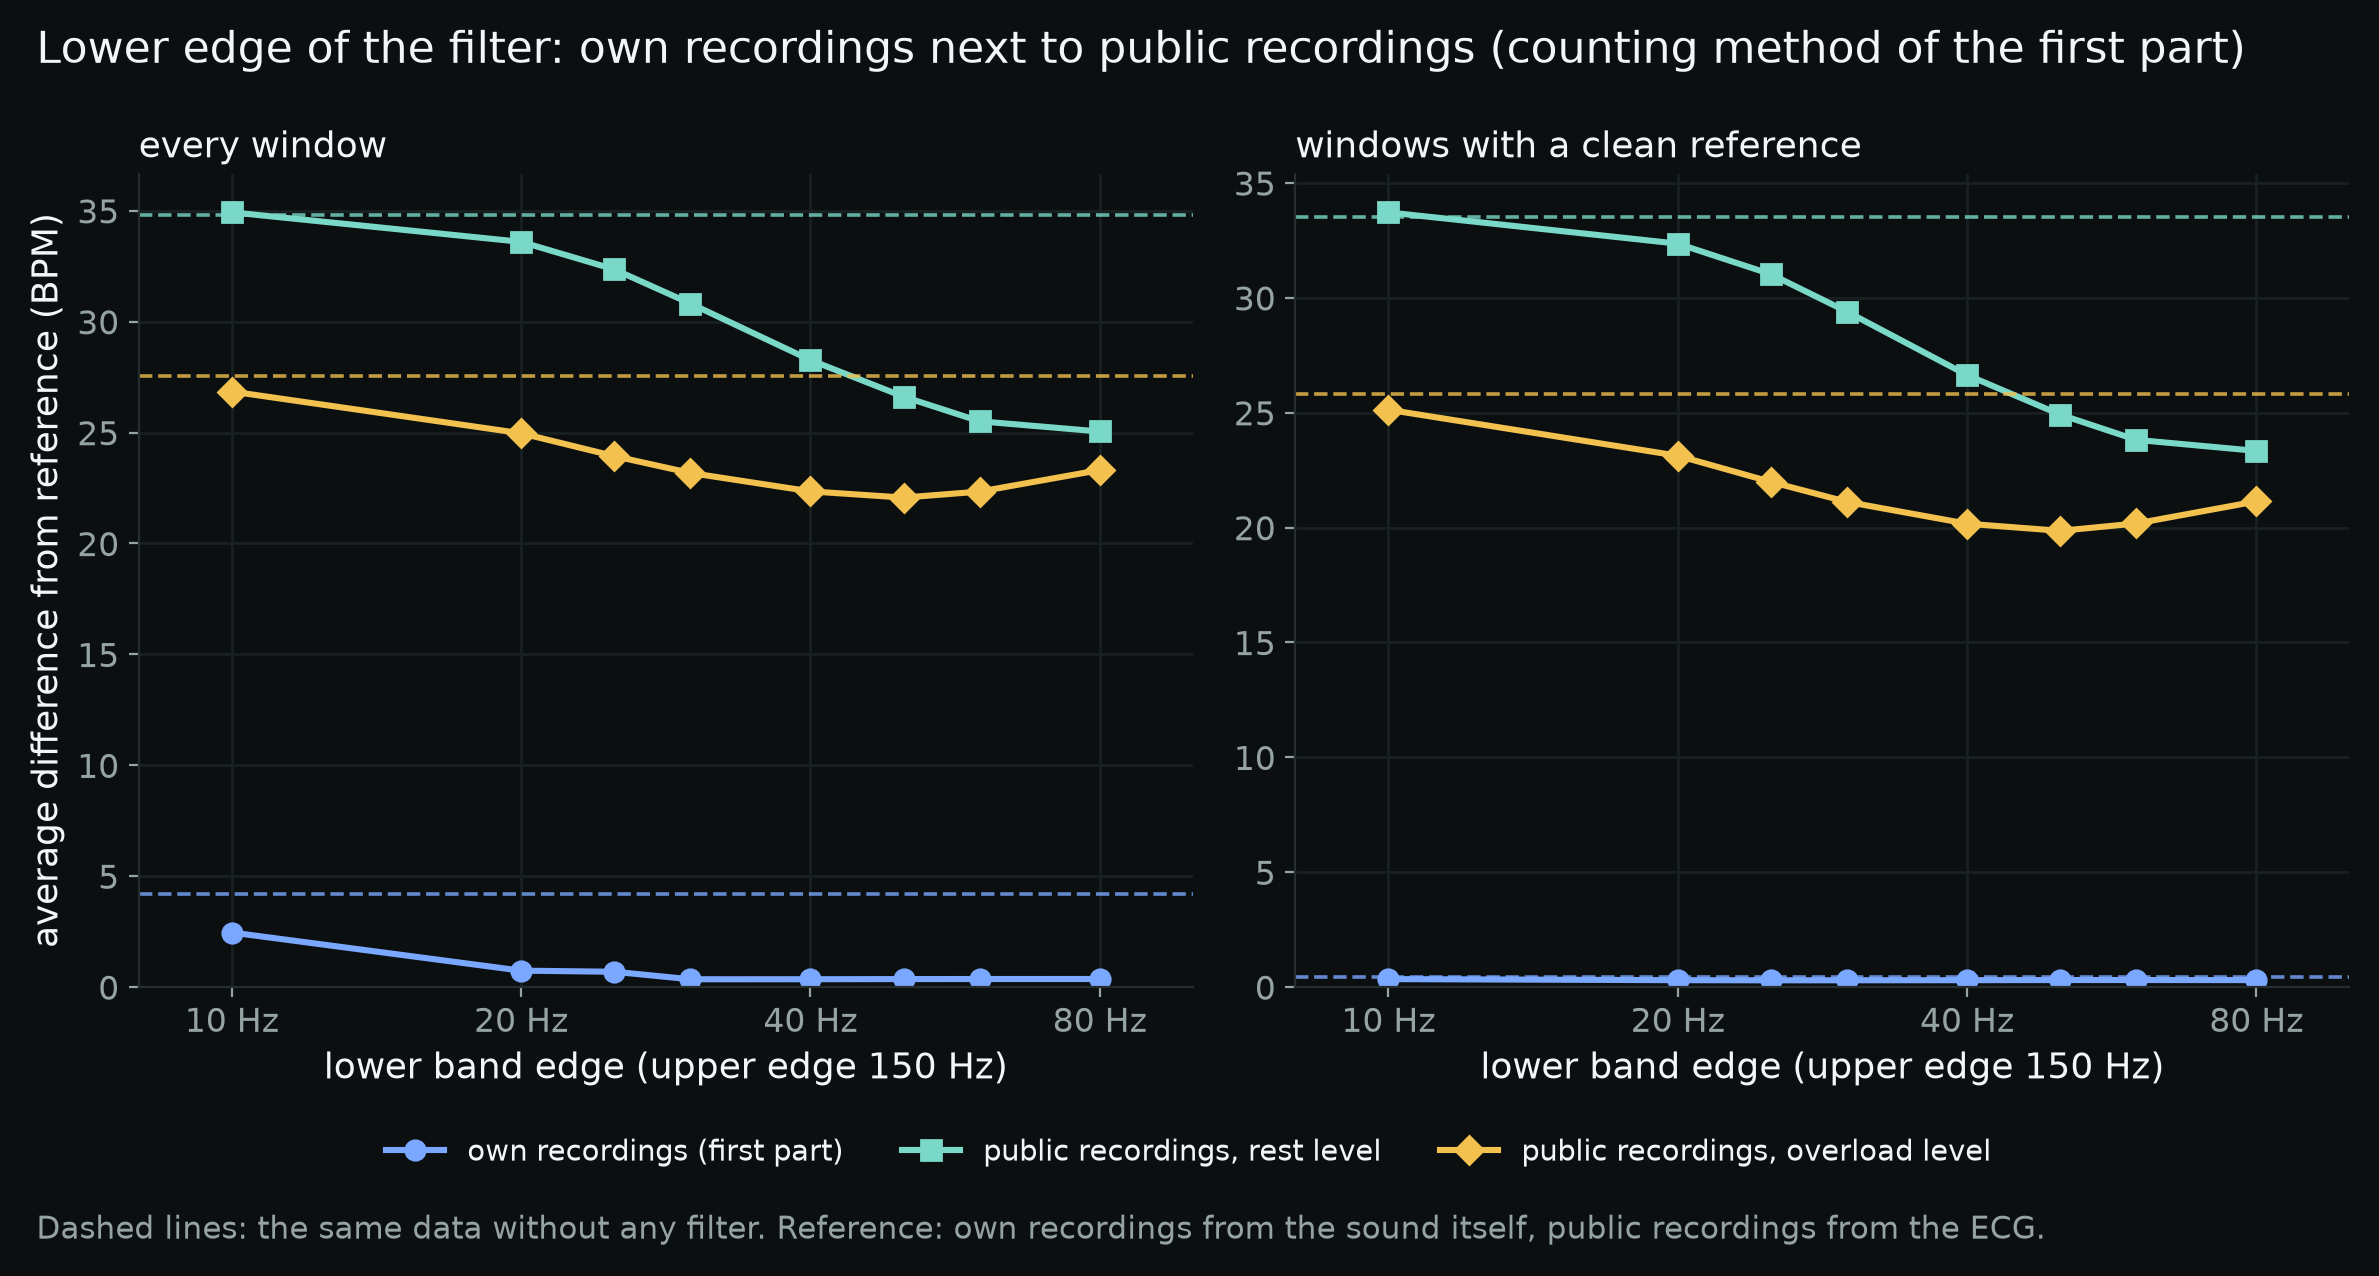 Lower edge of the filter: own recordings next to public recordings (counting method of the first part)
every window
average difference from reference (BPM)
35
30
25
20
15
10
5
0
10 Hz
20 Hz
40 Hz
80 Hz
lower band edge (upper edge 150 Hz)
windows with a clean reference
35
30
25
20
15
10
5
0
10 Hz
20 Hz
40 Hz
80 Hz
lower band edge (upper edge 150 Hz)
own recordings (first part)
public recordings, rest level
public recordings, overload level
Dashed lines: the same data without any filter. Reference: own recordings from the sound itself, public recordings from the ECG.